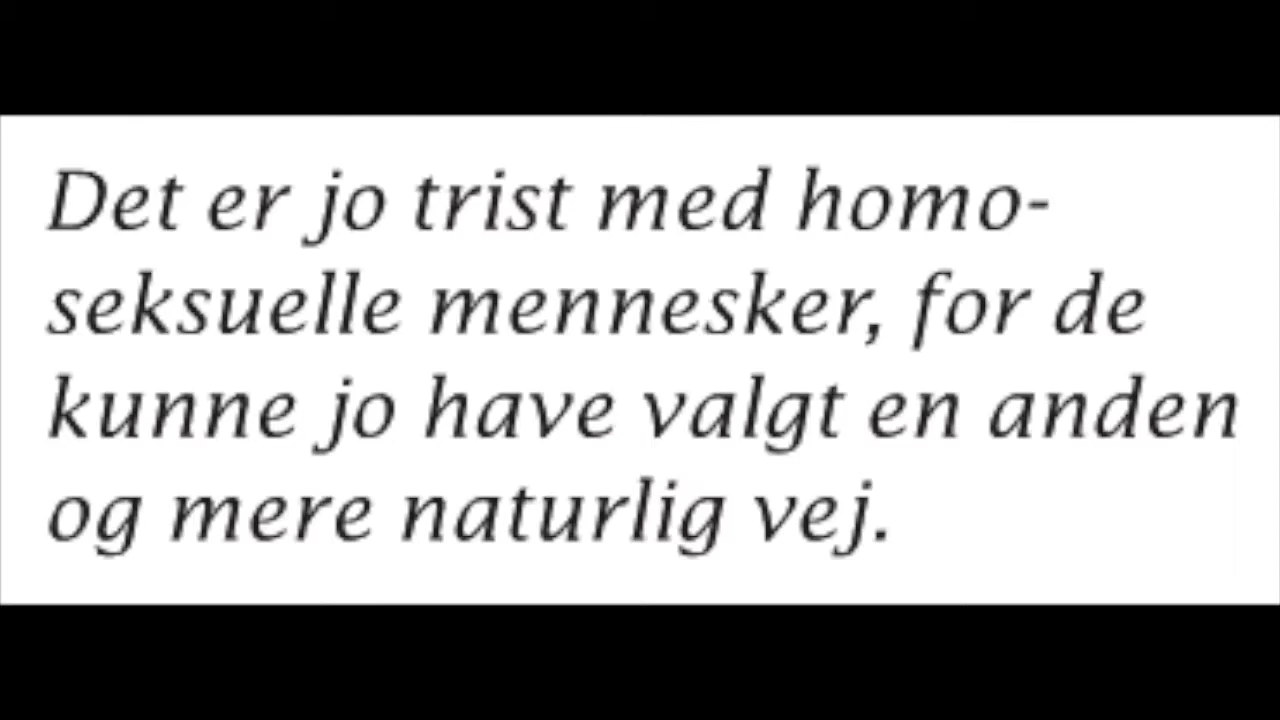 Det er jo trist med homo-
seksuelle mennesker, for de
kunne jo have valgt en anden
og mere naturlig vej.